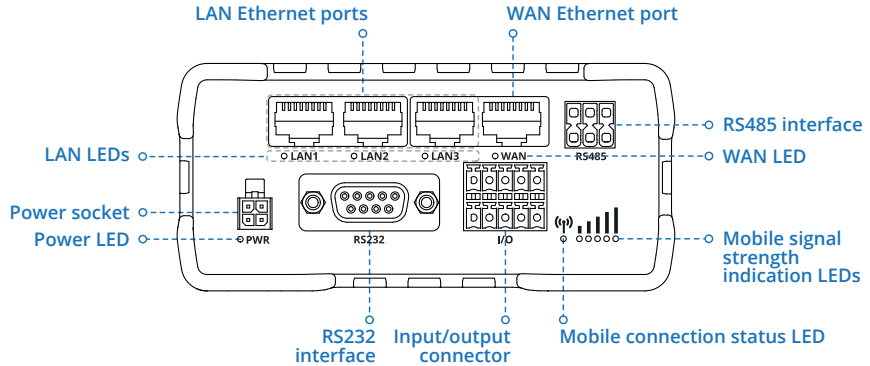 LAN Ethernet ports
WAN Ethernet port
RS485 interface
LAN LEDs
LAN1
LAN2
LAN3
WAN
RS485
WAN LED
Power socket
Power LED
PWR
RS232
I/O
Mobile signal
strength
indication LEDs
RS232
interface
Input/output
connector
Mobile connection status LED